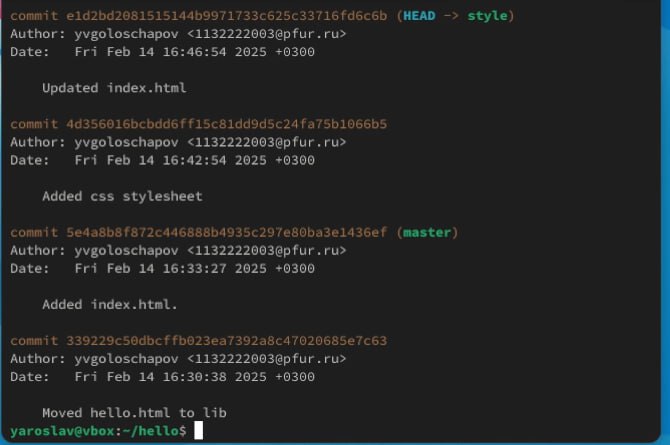 commit e1d2bd2081515144b9971733c625c33716fd6c6b (HEAD -> style)
Author: yvgoloschapov <1132222003@pfur.ru>
Date:   Fri Feb 14 16:46:54 2025 +0300
    Updated index.html
commit 4d356016bcbdd6ff15c81dd9d5c24fa75b1066b5
Author: yvgoloschapov <1132222003@pfur.ru>
Date:   Fri Feb 14 16:42:54 2025 +0300
    Added css stylesheet
commit 5e4a8b8f872c446888b4935c297e80ba3e1436ef (master)
Author: yvgoloschapov <1132222003@pfur.ru>
Date:   Fri Feb 14 16:33:27 2025 +0300
    Added index.html.
commit 339229c50dbcffb023ea7392a8c47020685e7c63
Author: yvgoloschapov <1132222003@pfur.ru>
Date:   Fri Feb 14 16:30:38 2025 +0300
    Moved hello.html to lib
yaroslav@vbox:~/hello$